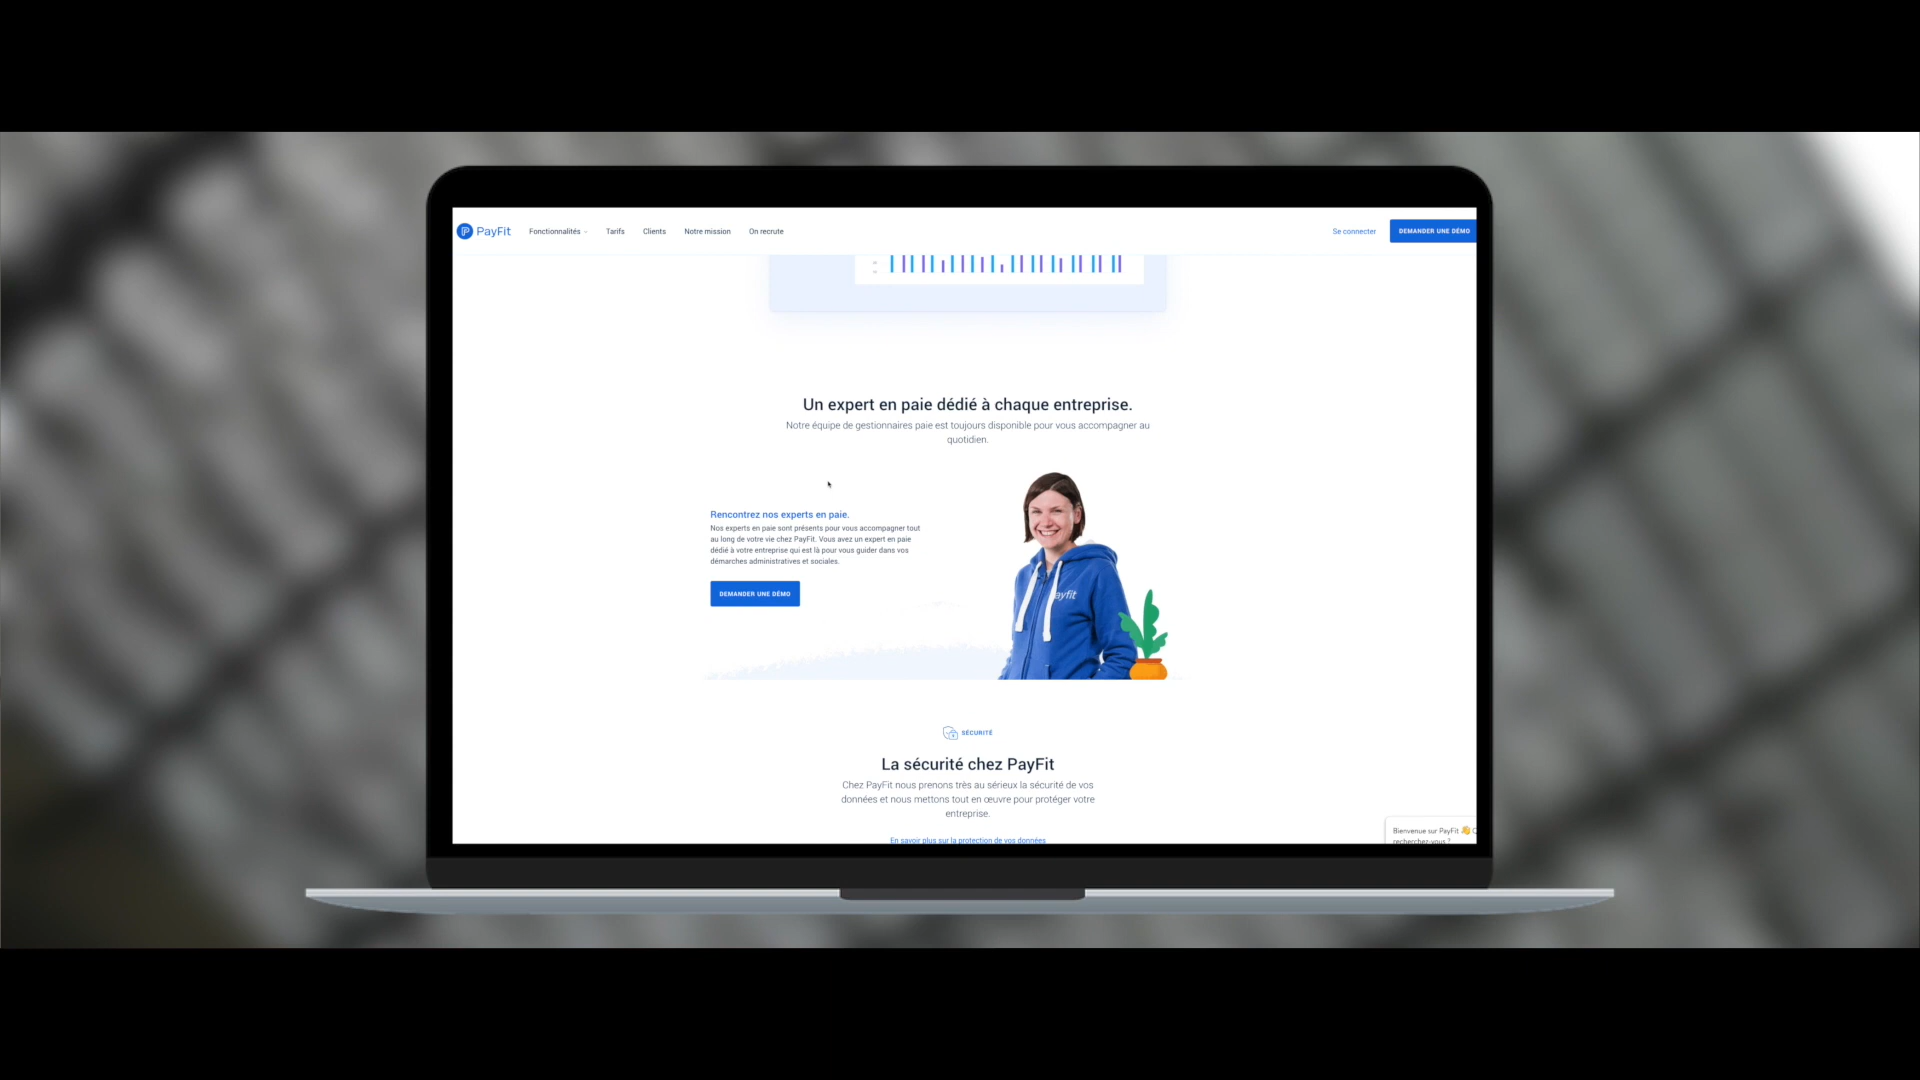 PayFit Fonctionnalités Tarifs Clients Notre mission On recrute Se connecter DEMANDER UNE DÉMO
Un expert en paie dédié à chaque entreprise.
Notre équipe de gestionnaires paie est toujours disponible pour vous accompagner au
quotidien.
Rencontrez nos experts en paie.
Nos experts en paie sont présents pour vous accompagner tout
au long de votre vie chez PayFit. Vous avez un expert en paie
dédié à votre entreprise qui est là pour vous guider dans vos
démarches administratives et sociales.
DEMANDER UNE DÉMO
ayfit
SÉCURITÉ
La sécurité chez PayFit
Chez PayFit nous prenons très au sérieux la sécurité de vos
données et nous mettons tout en œuvre pour protéger votre
entreprise.
En savoir plus sur la protection de vos données
Bienvenue sur PayFit 👋
recherchez-vous ?